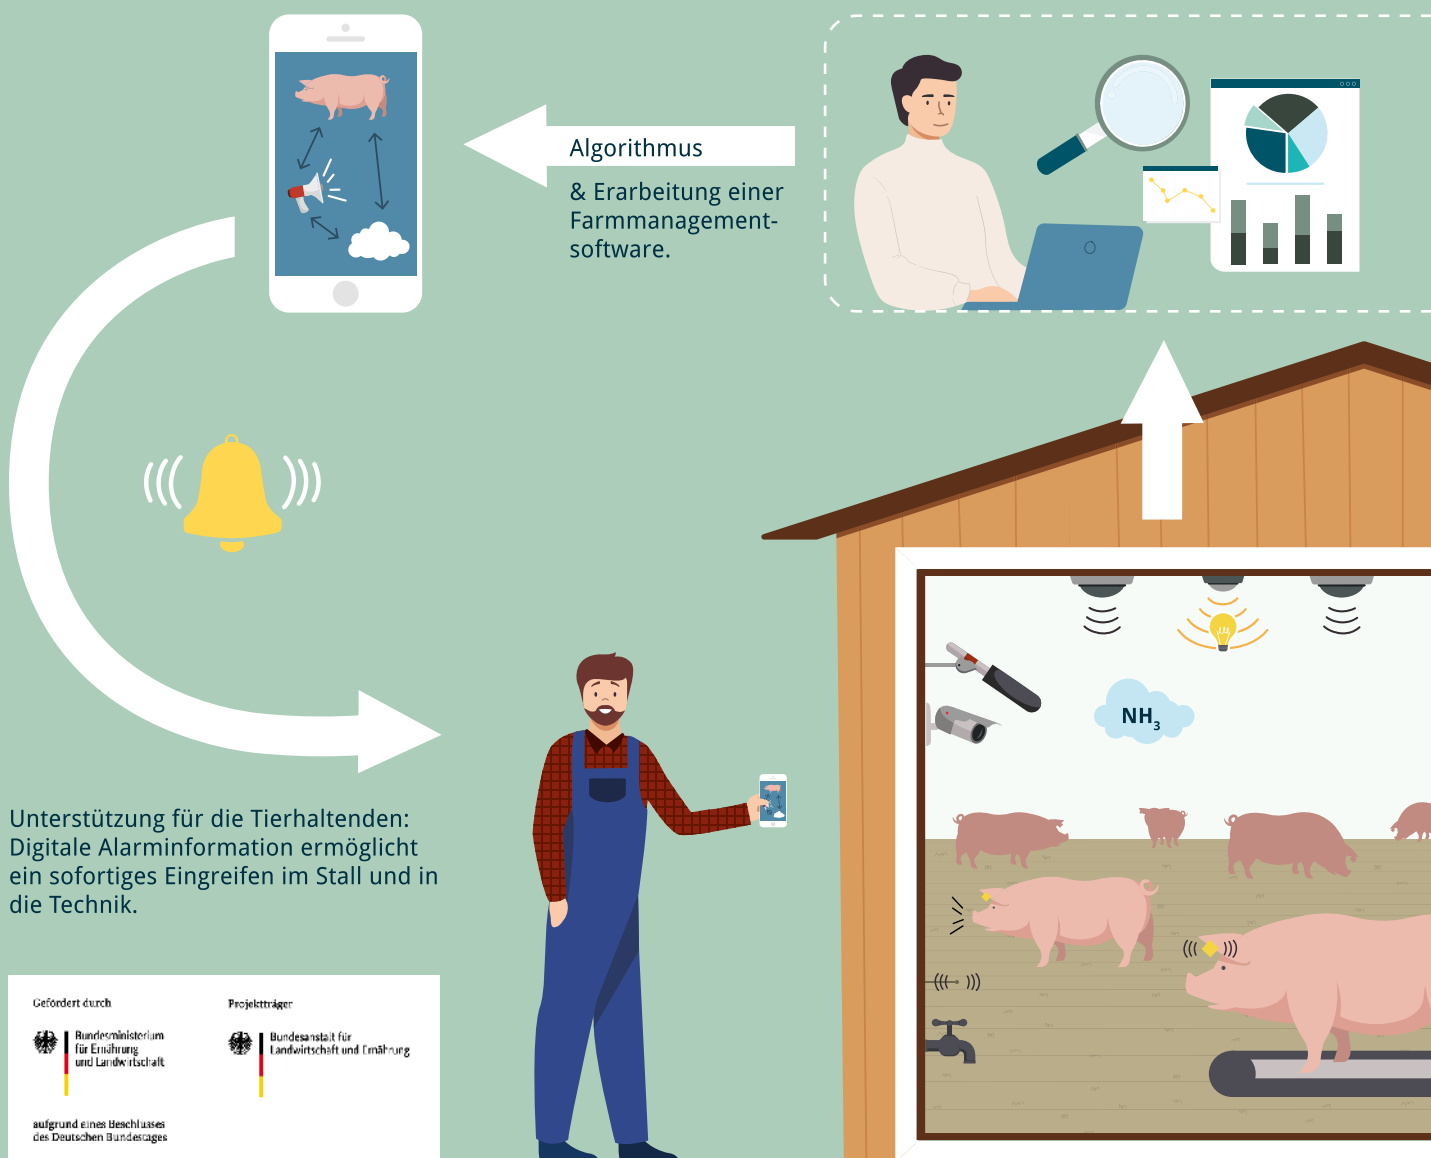 Algorithmus
& Erarbeitung einer
Farmmanagement-
software.
NH₃
Unterstützung für die Tierhaltenden:
Digitale Alarminformation ermöglicht
ein sofortiges Eingreifen im Stall und in
die Technik.
Gefördert durch
Bundesministerium
für Ernährung
und Landwirtschaft
aufgrund eines Beschlusses
des Deutschen Bundestages
Projektträger
Bundesanstalt für
Landwirtschaft und Ernährung